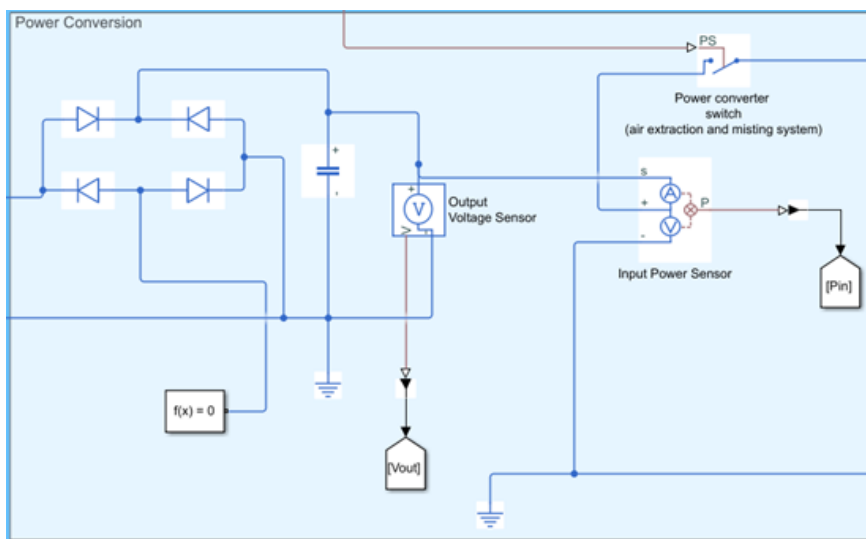 Power Conversion
PS
Power converter
switch
(air extraction and misting system)
+
-
+
V
-
V
Output
Voltage Sensor
s
+
-
A
V
P
Input Power Sensor
[Pin]
f(x) = 0
[Vout]